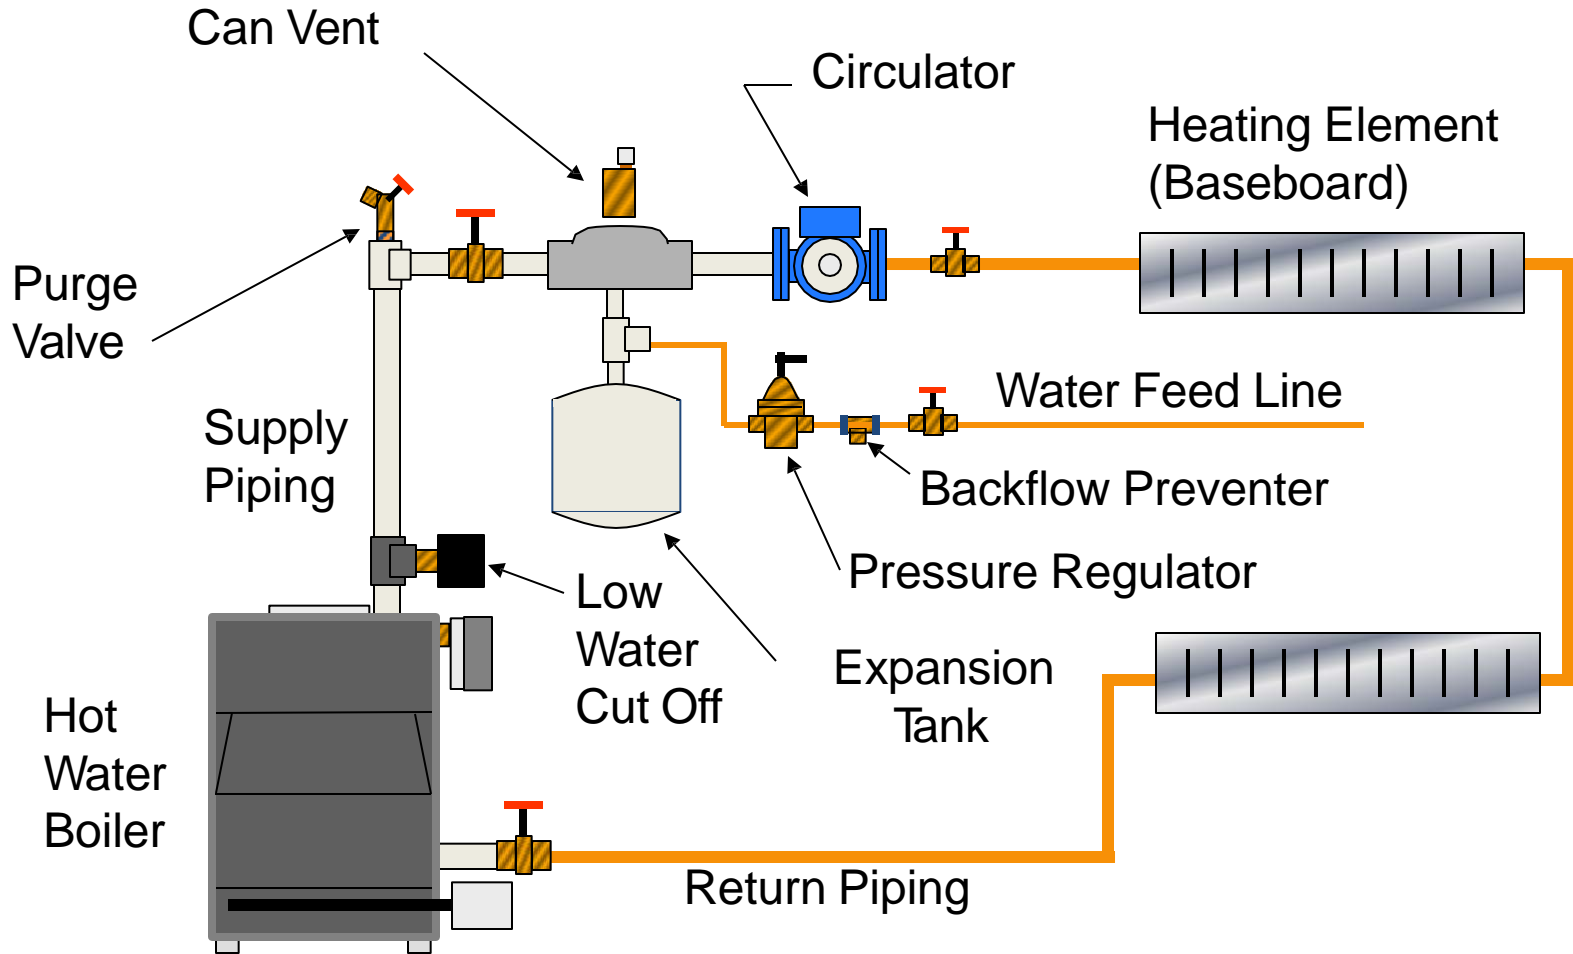 Can Vent
Circulator
Heating Element
(Baseboard)
Purge
Valve
Water Feed Line
Supply
Piping
Backflow Preventer
Pressure Regulator
Low
Water
Cut Off
Expansion
Tank
Hot
Water
Boiler
Return Piping